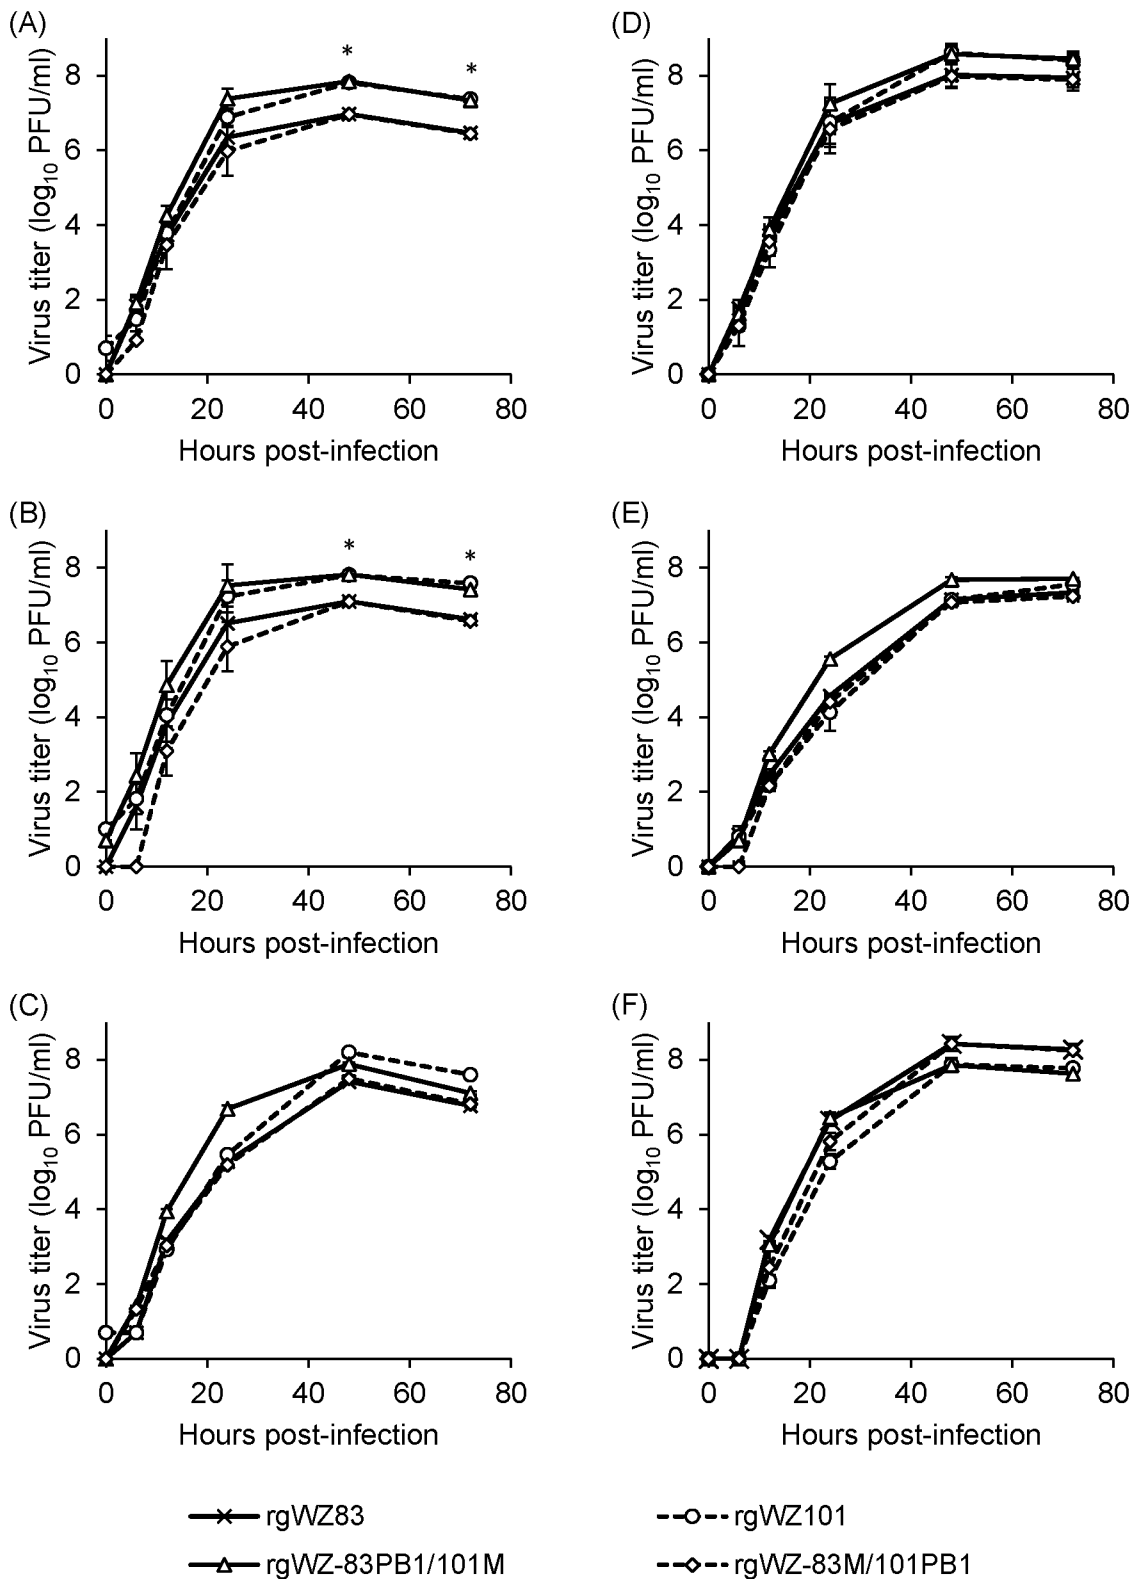 (A)
Virus titer (log10 PFU/ml)
8
6
4
2
0
*
*
0 20 40 60 80
Hours post-infection
(D)
Virus titer (log10 PFU/ml)
8
6
4
2
0
0 20 40 60 80
Hours post-infection
(B)
Virus titer (log10 PFU/ml)
8
6
4
2
0
*
*
0 20 40 60 80
Hours post-infection
(E)
Virus titer (log10 PFU/ml)
8
6
4
2
0
0 20 40 60 80
Hours post-infection
(C)
Virus titer (log10 PFU/ml)
8
6
4
2
0
0 20 40 60 80
Hours post-infection
(F)
Virus titer (log10 PFU/ml)
8
6
4
2
0
0 20 40 60 80
Hours post-infection
rgWZ83
rgWZ101
rgWZ-83PB1/101M
rgWZ-83M/101PB1